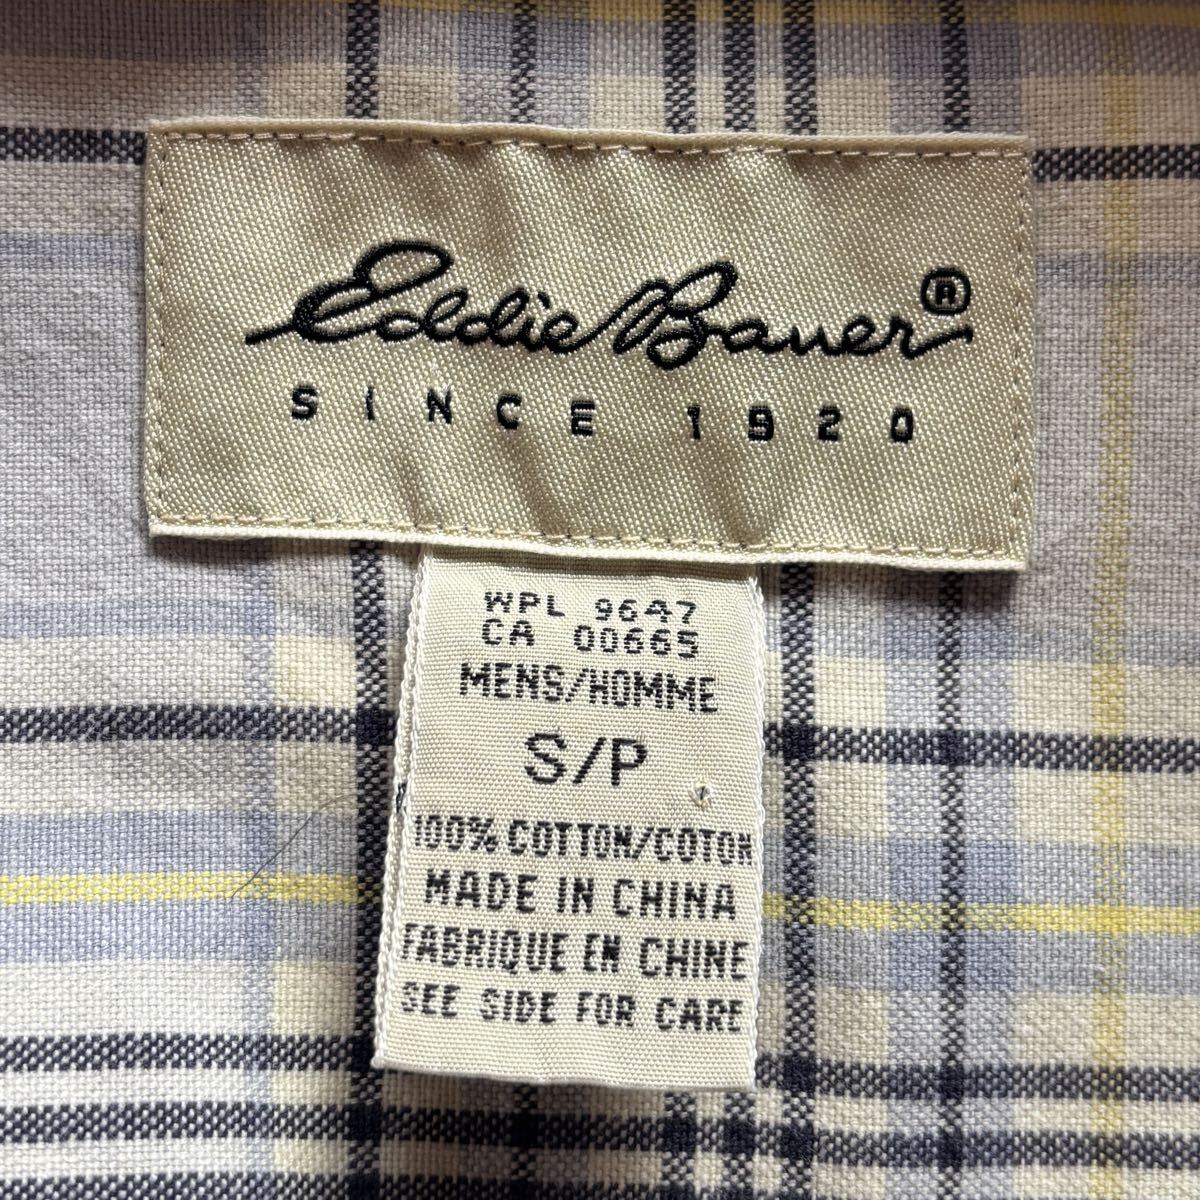 Eddie Bauer®
SINCE 1920
WPL 9647
CA 00665
MENS/HOMME
S/P
100% COTTON/COTON
MADE IN CHINA
FABRIQUE EN CHINE
SEE SIDE FOR CARE